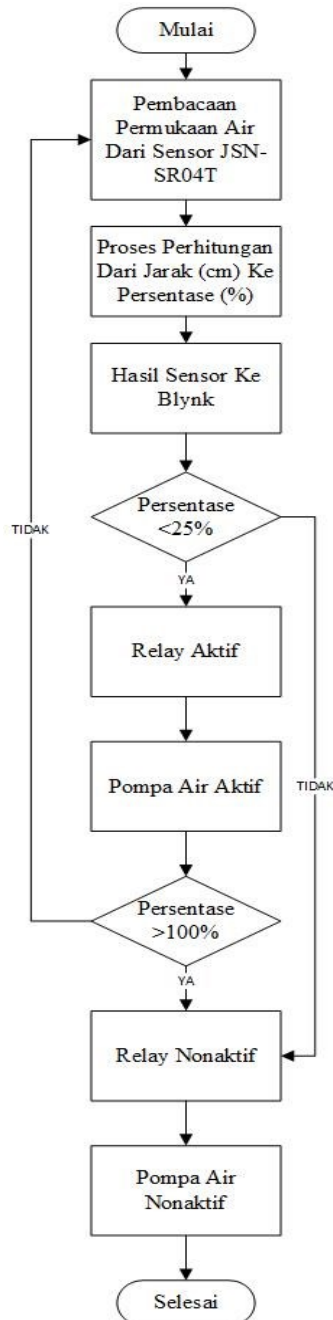 Mulai
Pembacaan
Permukaan Air
Dari Sensor JSN-
SR04T
Proses Perhitungan
Dari Jarak (cm) Ke
Persentase (%)
Hasil Sensor Ke
Blynk
Persentase
<25%
TIDAK
YA
Relay Aktif
Pompa Air Aktif
TIDAK
Persentase
>100%
YA
Relay Nonaktif
Pompa Air
Nonaktif
Selesai